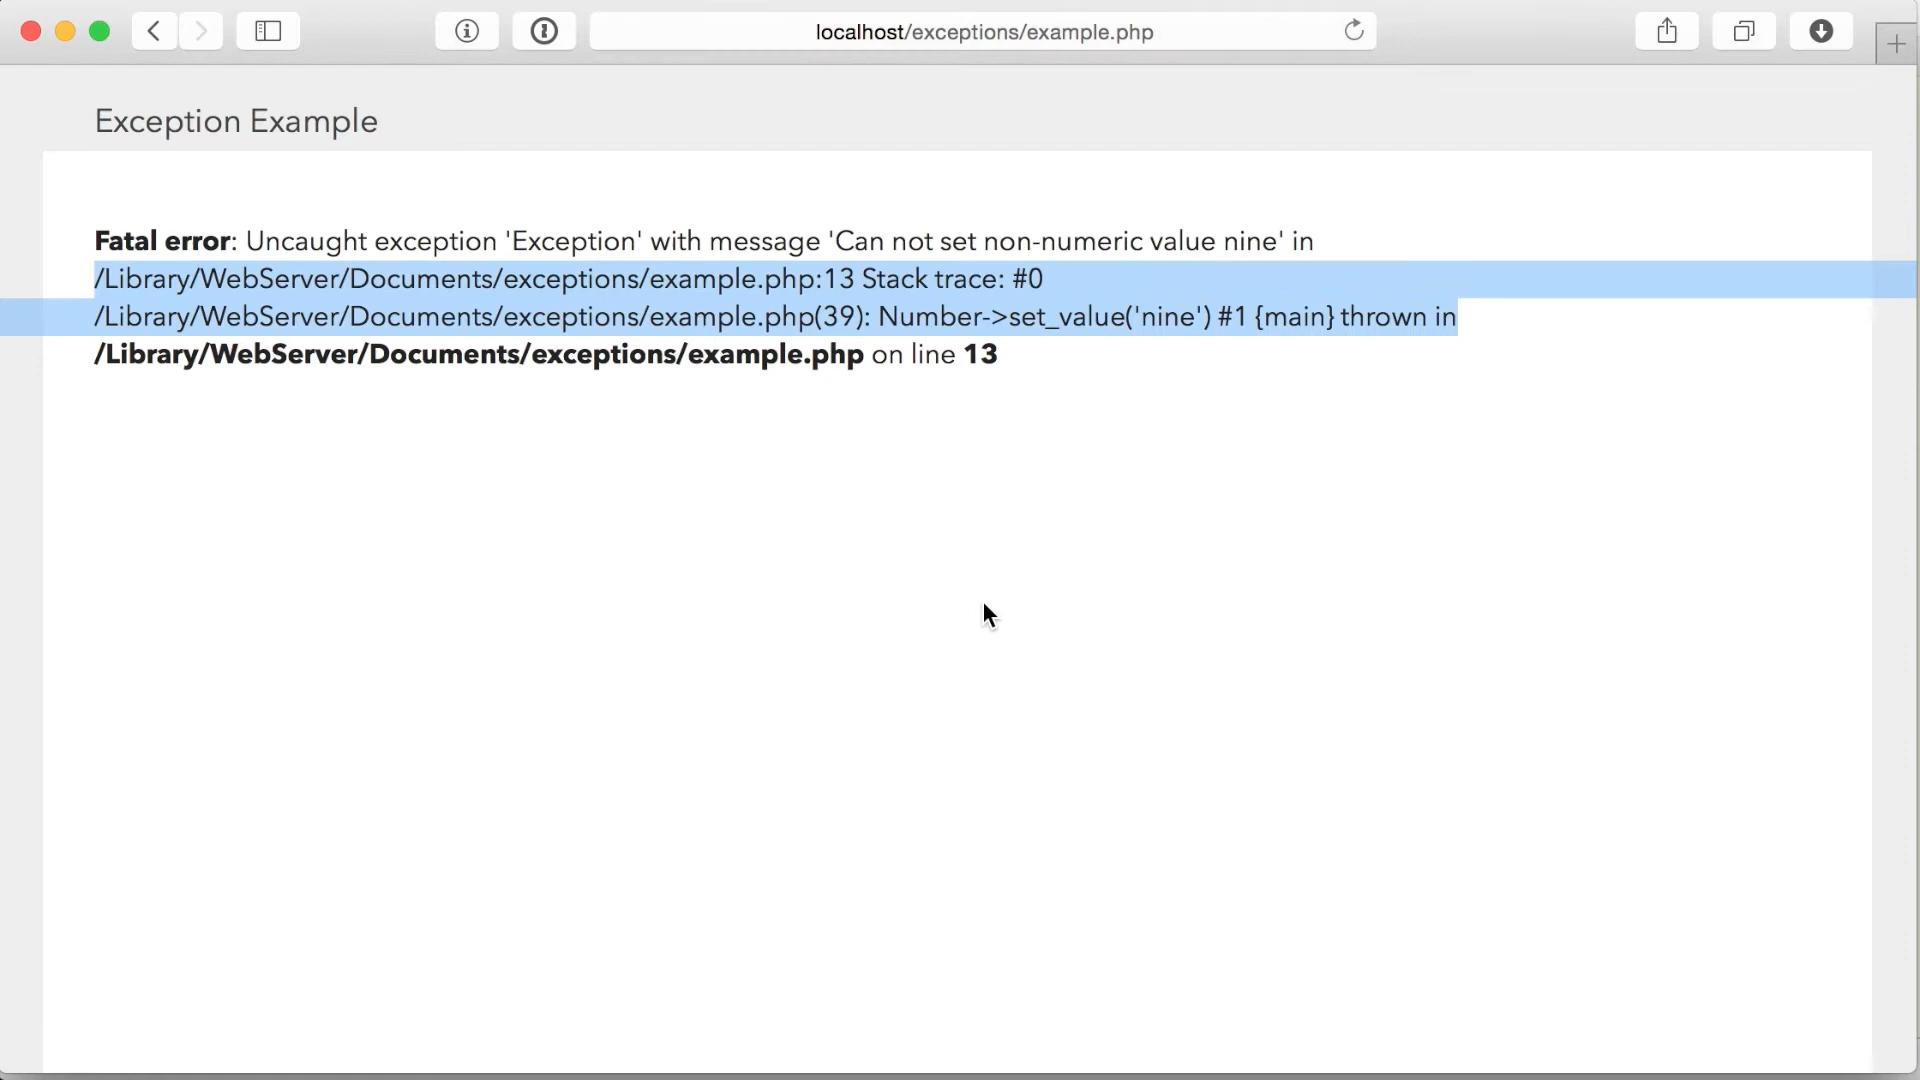 localhost/exceptions/example.php
Exception Example
Fatal error: Uncaught exception 'Exception' with message 'Can not set non-numeric value nine' in
/Library/WebServer/Documents/exceptions/example.php:13 Stack trace: #0
/Library/WebServer/Documents/exceptions/example.php(39): Number->set_value('nine') #1 {main} thrown in
/Library/WebServer/Documents/exceptions/example.php on line 13